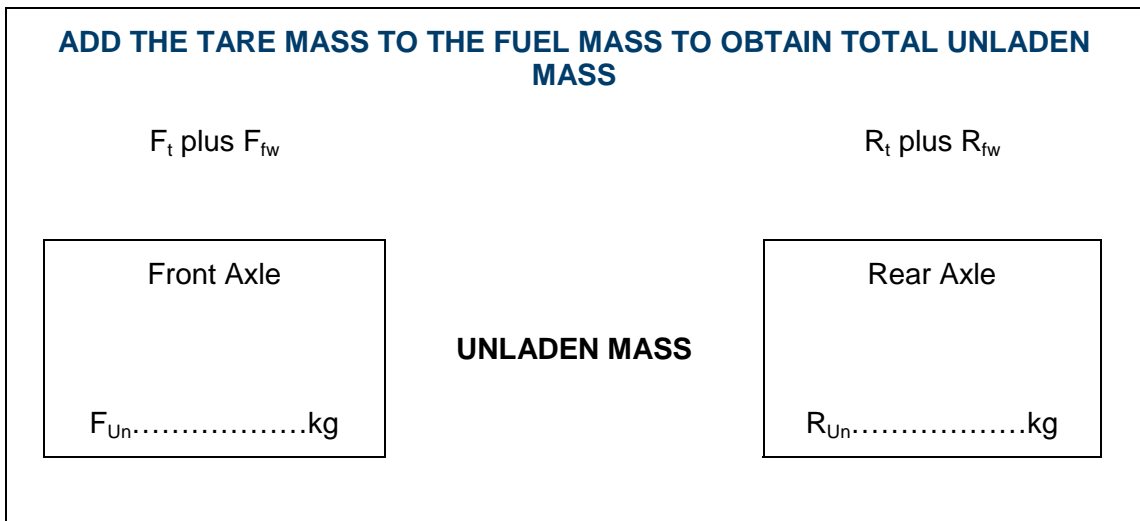 ADD THE TARE MASS TO THE FUEL MASS TO OBTAIN TOTAL UNLADEN
MASS
Ft plus Ffw
Rt plus Rfw
Front Axle
Rear Axle
UNLADEN MASS
FUn………………kg
RUn………………kg